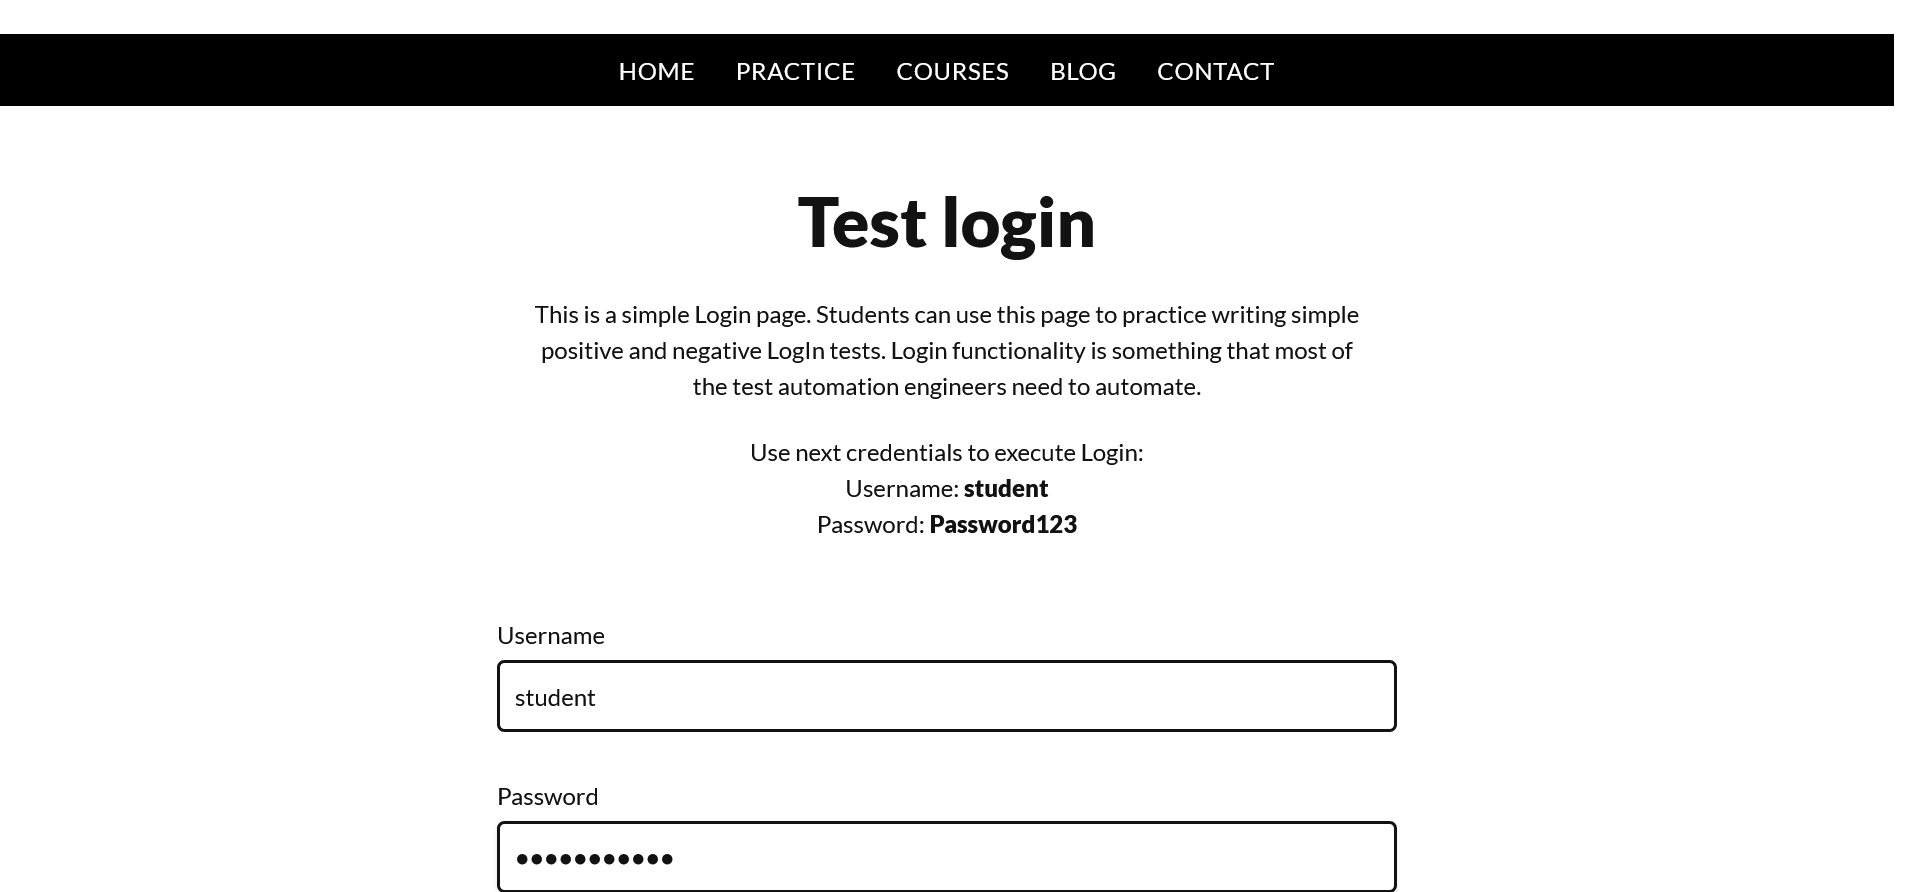 HOME PRACTICE COURSES BLOG CONTACT
Test login
This is a simple Login page. Students can use this page to practice writing simple
positive and negative LogIn tests. Login functionality is something that most of
the test automation engineers need to automate.
Use next credentials to execute Login:
Username: student
Password: Password123
Username
student
Password
•••••••••••